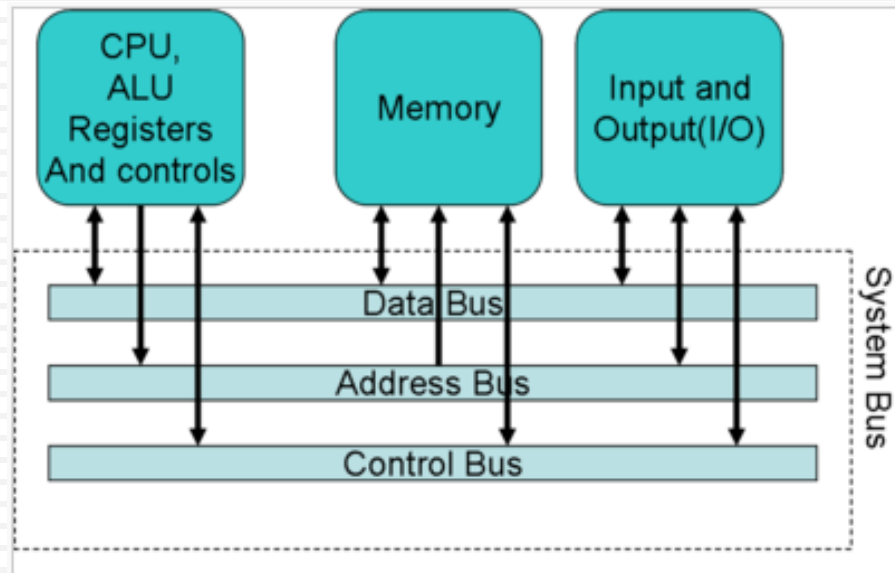 CPU,
ALU
Registers
And controls
Memory
Input and
Output(I/O)
Data Bus
Address Bus
Control Bus
System Bus